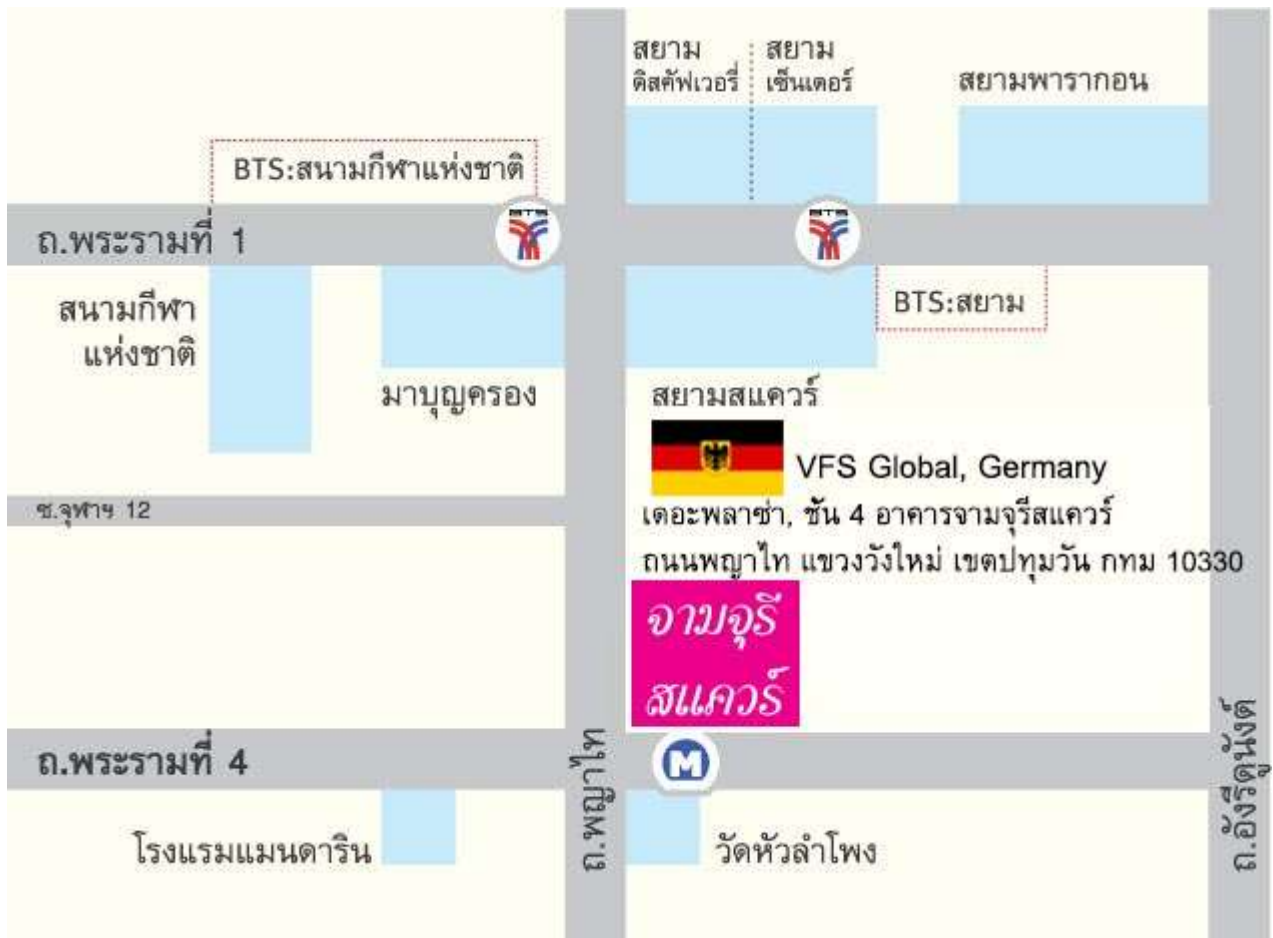 สยาม
ดิสคัฟเวอรี่
สยาม
เซ็นเตอร์
สยามพารากอน
BTS:สนามกีฬาแห่งชาติ
BTS
BTS
ถ.พระรามที่ 1
สนามกีฬา
แห่งชาติ
BTS:สยาม
มาบุญครอง
สยามสแควร์
VFS Global, Germany
ซ.จุฬาฯ 12
เดอะพลาซ่า, ชั้น 4 อาคารจามจุรีสแควร์
ถนนพญาไท แขวงวังใหม่ เขตปทุมวัน กทม 10330
จามจุรี
สแควร์
ถ.พระรามที่ 4
M
ถ.พญาไท
ถ.อังรีดูนังต์
โรงแรมแมนดาริน
วัดหัวลำโพง